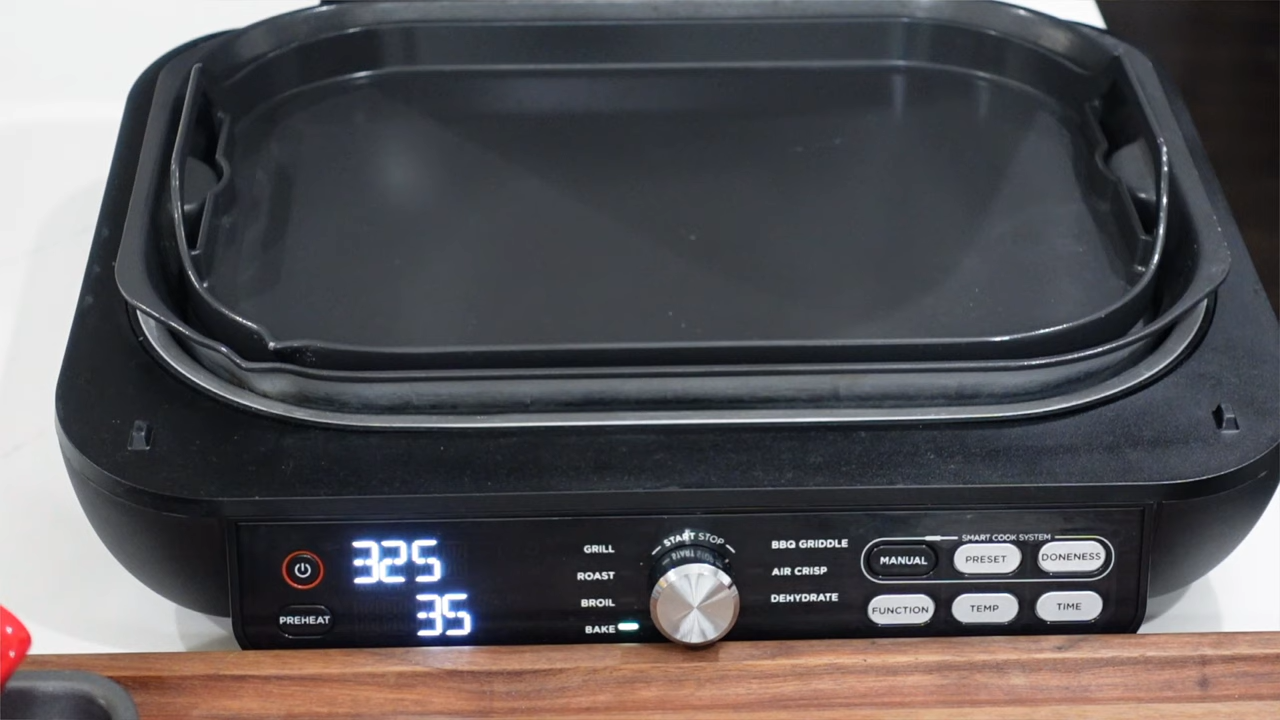 325
35
PREHEAT
GRILL
ROAST
BROIL
BAKE
START STOP
BBQ GRIDDLE
AIR CRISP
DEHYDRATE
SMART COOK SYSTEM
MANUAL PRESET DONENESS
FUNCTION TEMP TIME